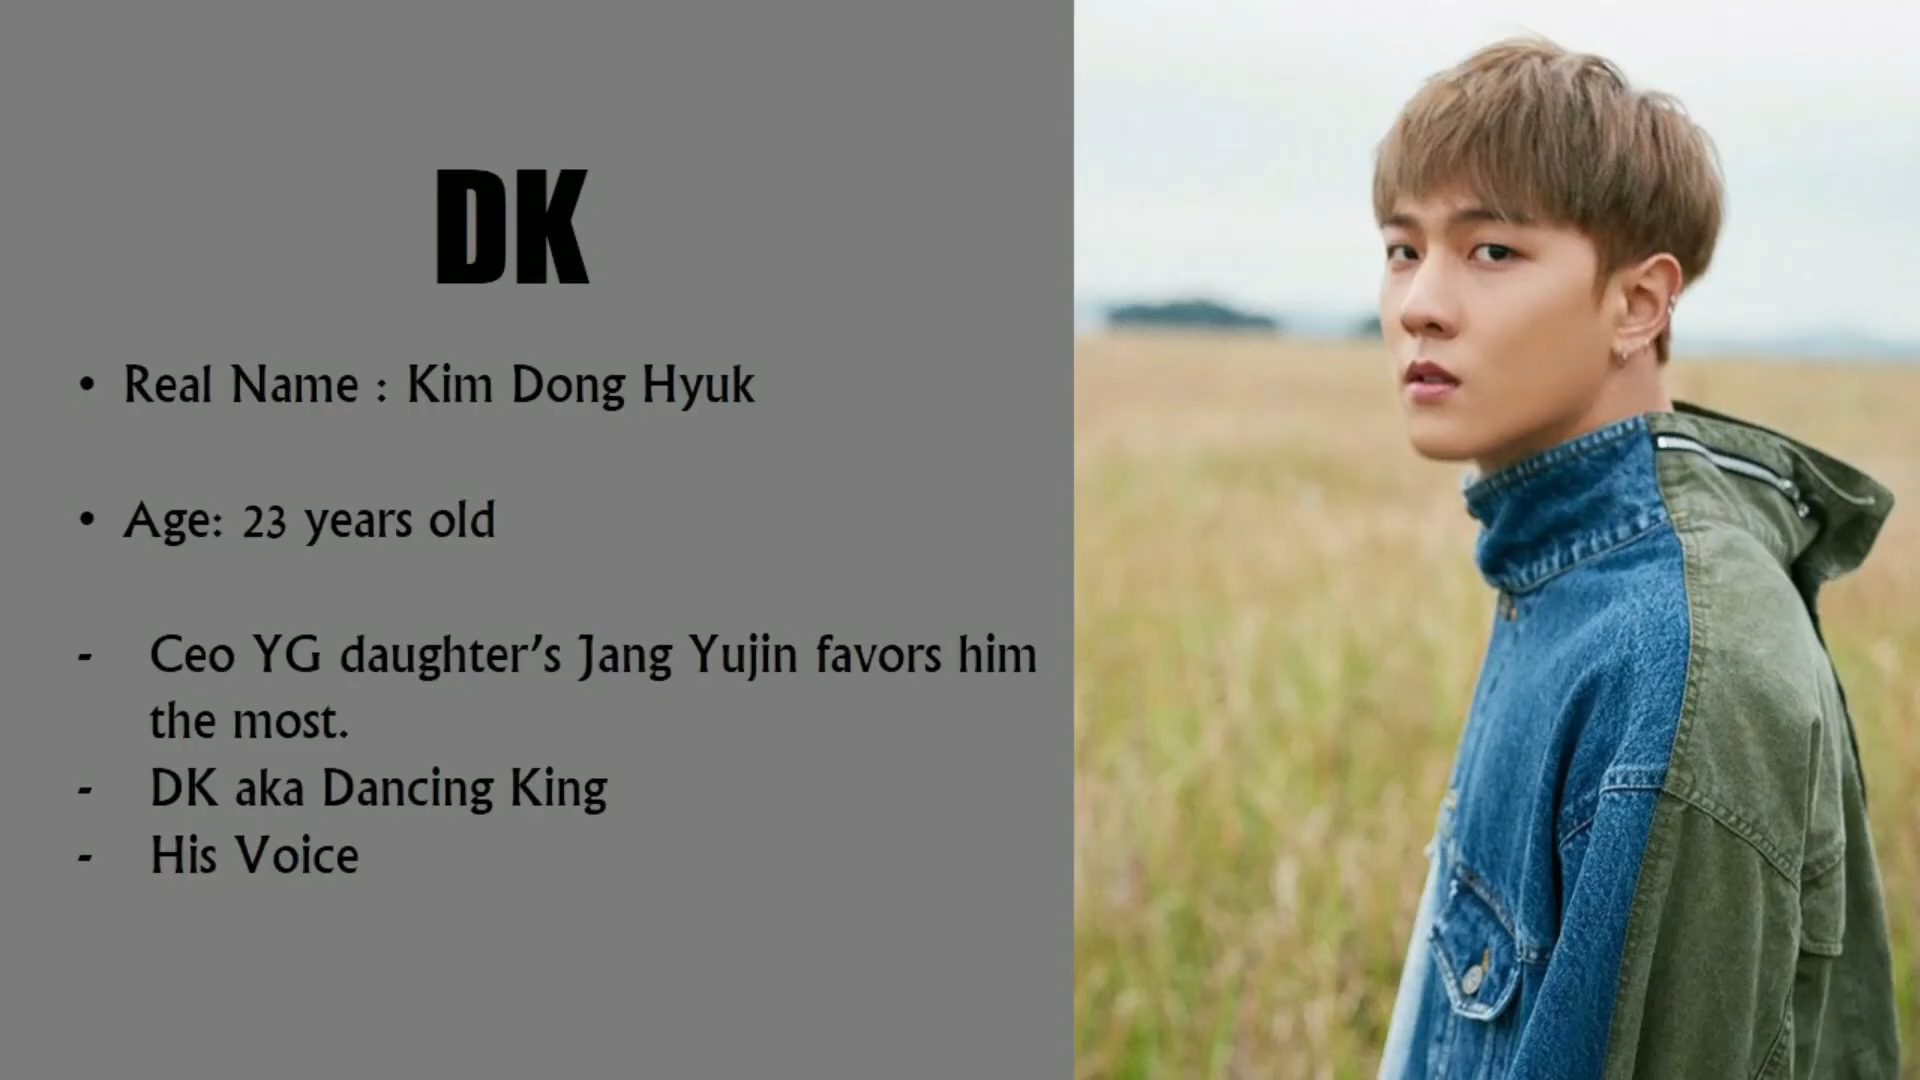 DK
• Real Name : Kim Dong Hyuk
• Age: 23 years old
- Ceo YG daughter’s Jang Yujin favors him
the most.
- DK aka Dancing King
- His Voice